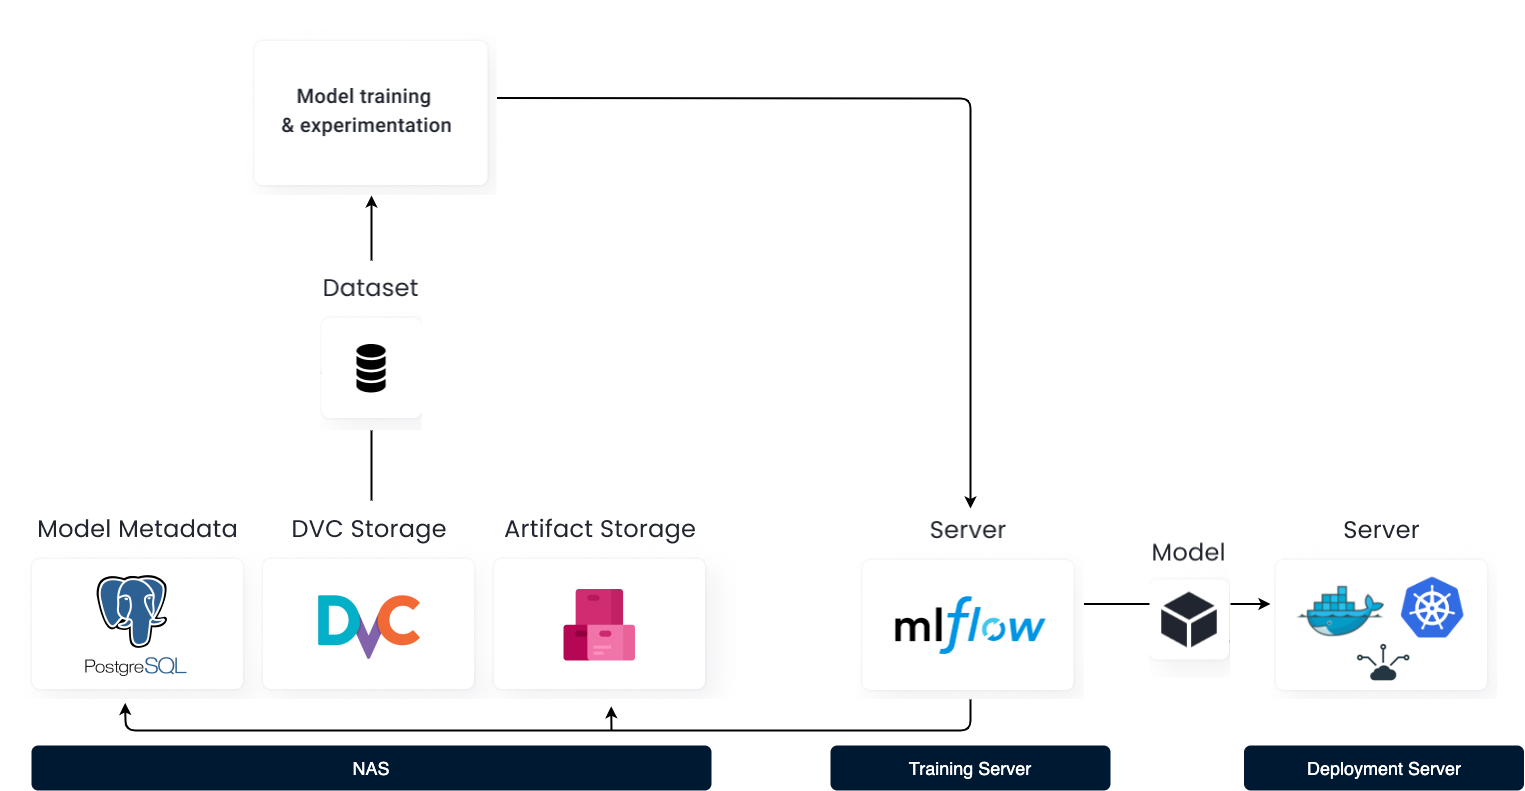 Model training
& experimentation
Dataset
Model Metadata
DVC Storage
Artifact Storage
Server
Model
Server
PostgreSQL
DVC
mlflow
NAS
Training Server
Deployment Server